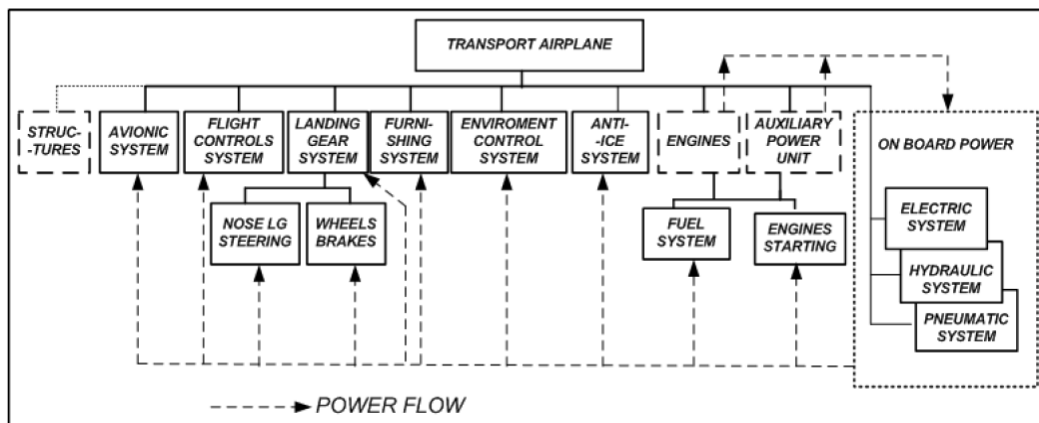 TRANSPORT AIRPLANE
STRUC-
-TURES
AVIONIC
SYSTEM
FLIGHT
CONTROLS
SYSTEM
LANDING
GEAR
SYSTEM
FURNI-
SHING
SYSTEM
ENVIROMENT
CONTROL
SYSTEM
ANTI-
-ICE
SYSTEM
ENGINES
AUXILIARY
POWER
UNIT
ON BOARD POWER
NOSE LG
STEERING
WHEELS
BRAKES
FUEL
SYSTEM
ENGINES
STARTING
ELECTRIC
SYSTEM
HYDRAULIC
SYSTEM
PNEUMATIC
SYSTEM
POWER FLOW